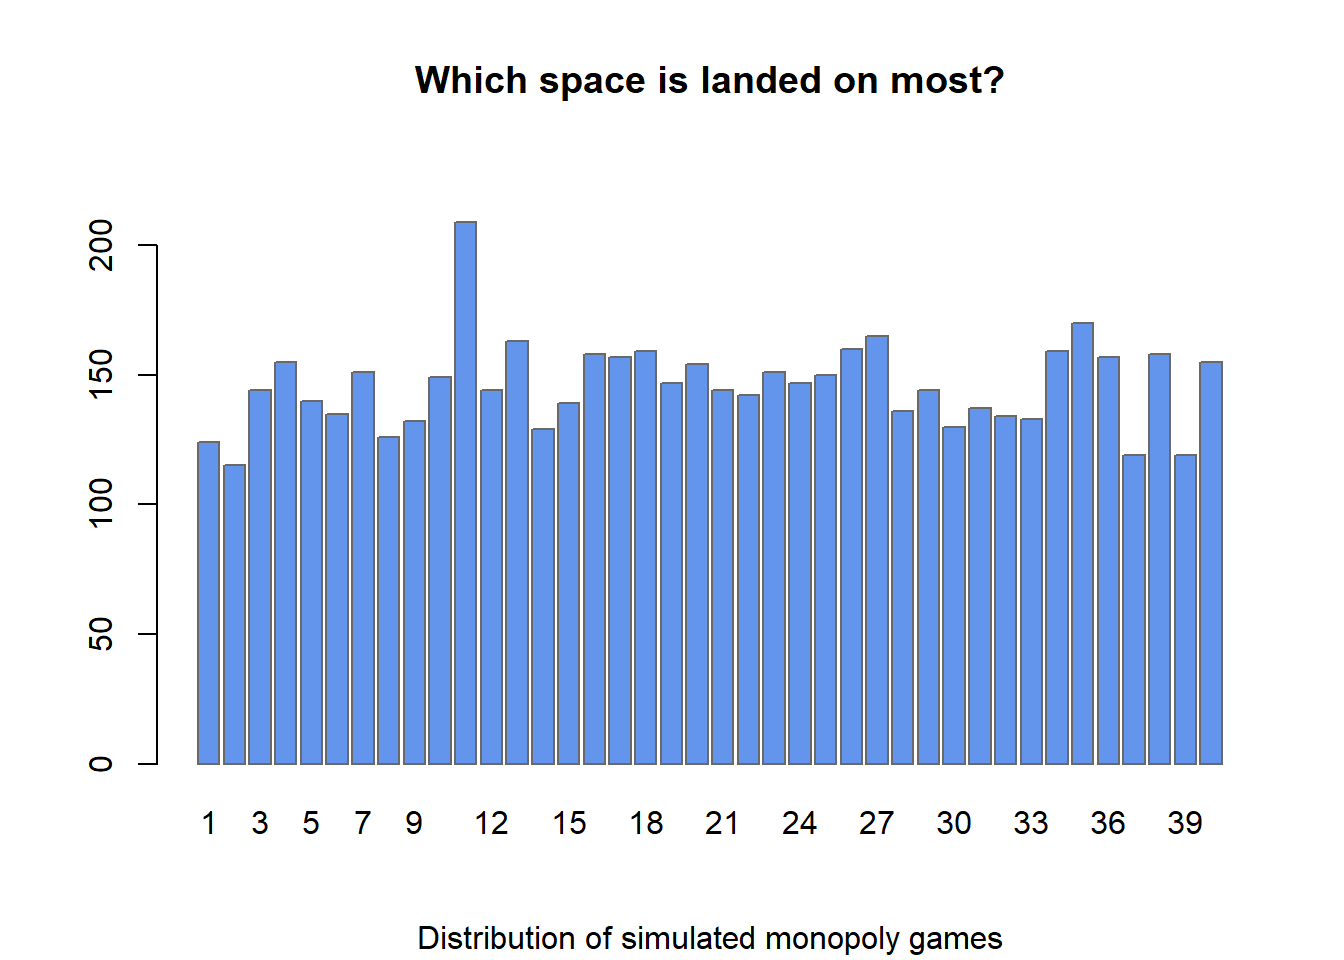 Which space is landed on most?
200
150
100
50
0
1 3 5 7 9 12 15 18 21 24 27 30 33 36 39
Distribution of simulated monopoly games